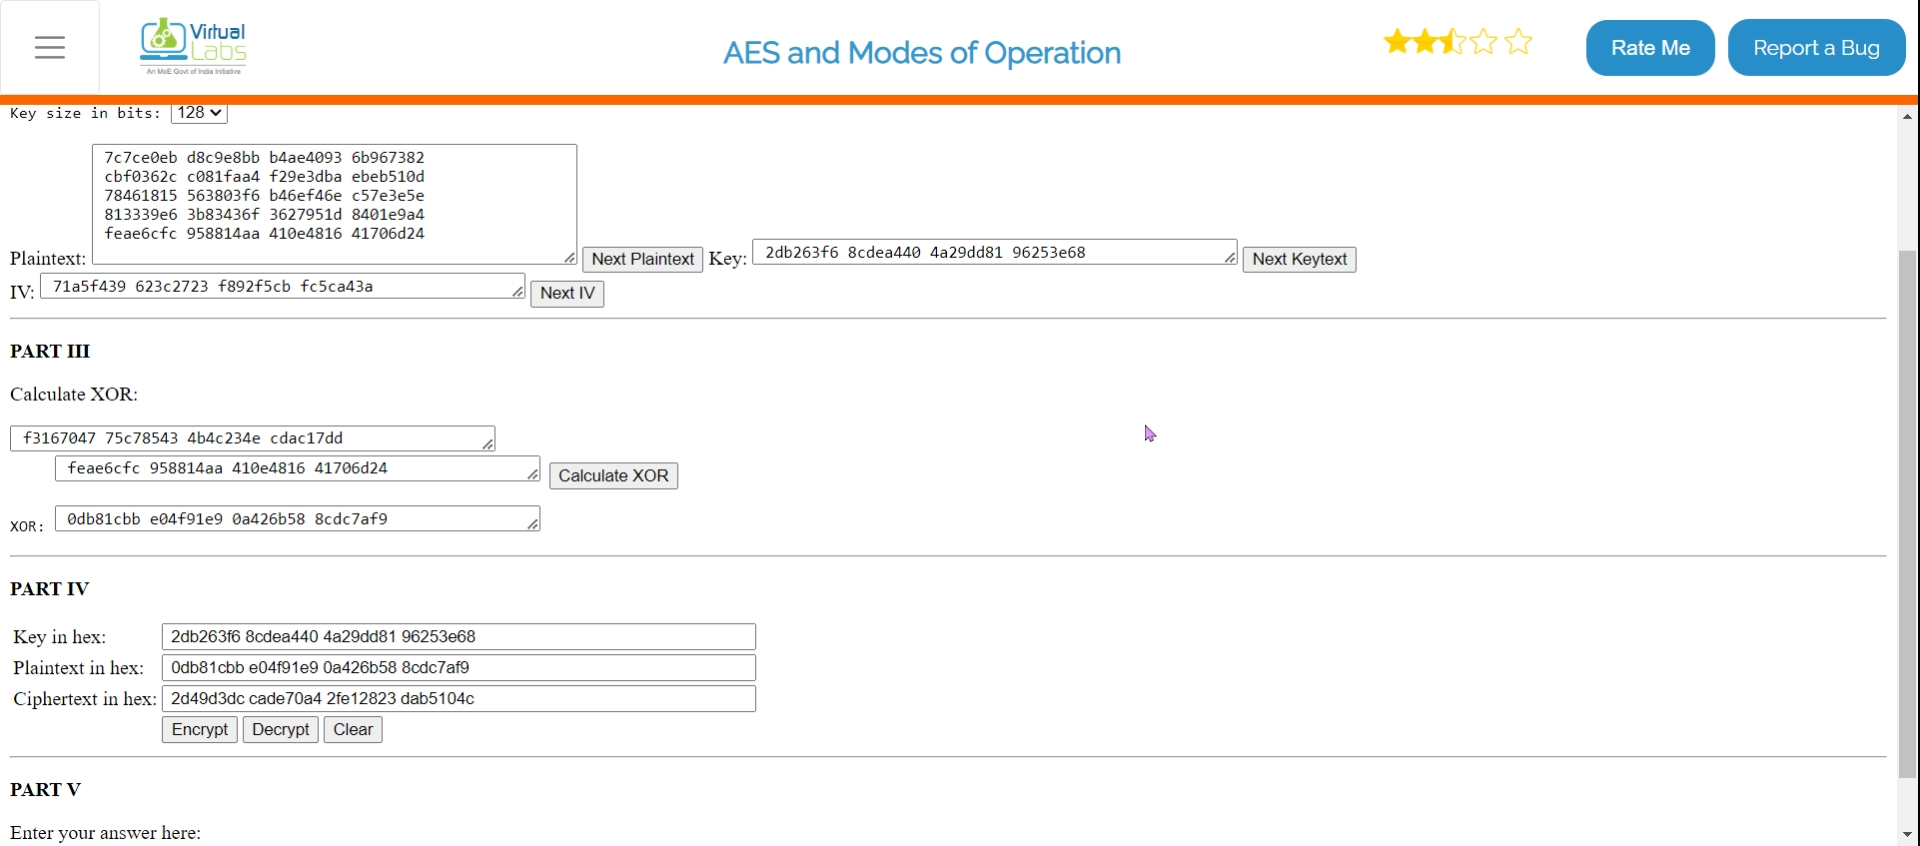 Virtual
Labs
An MoE Govt of India Initiative
AES and Modes of Operation
Rate Me
Report a Bug
Key size in bits: 128
7c7ce0eb d8c9e8bb b4ae4093 6b967382
cbf0362c c081faa4 f29e3dba ebeb510d
78461815 563803f6 b46ef46e c57e3e5e
813339e6 3b83436f 3627951d 8401e9a4
feae6cfc 958814aa 410e4816 41706d24
Plaintext: Next Plaintext Key: 2db263f6 8cdea440 4a29dd81 96253e68 Next Keytext
IV: 71a5f439 623c2723 f892f5cb fc5ca43a Next IV
PART III
Calculate XOR:
f3167047 75c78543 4b4c234e cdac17dd
feae6cfc 958814aa 410e4816 41706d24 Calculate XOR
XOR: 0db81cbb e04f91e9 0a426b58 8cdc7af9
PART IV
Key in hex: 2db263f6 8cdea440 4a29dd81 96253e68
Plaintext in hex: 0db81cbb e04f91e9 0a426b58 8cdc7af9
Ciphertext in hex: 2d49d3dc cade70a4 2fe12823 dab5104c
Encrypt Decrypt Clear
PART V
Enter your answer here: